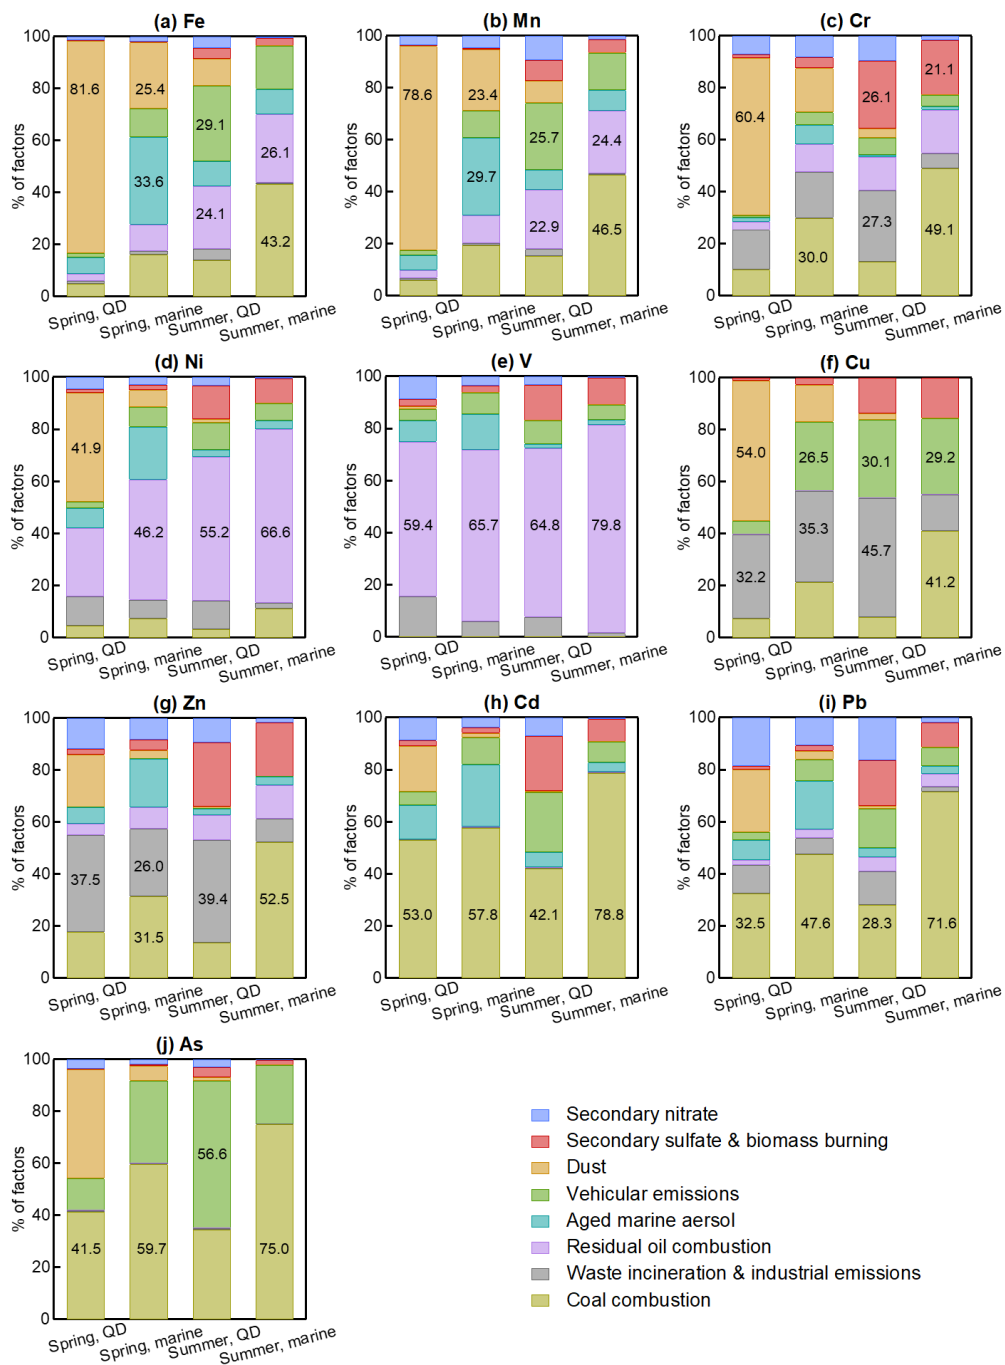 (a) Fe
(b) Mn
(c) Cr
100
80
60
40
20
0
% of factors
81.6
25.4
33.6
29.1
24.1
26.1
43.2
Spring, QD
Spring, marine
Summer, QD
Summer, marine
100
80
60
40
20
0
% of factors
78.6
23.4
29.7
25.7
22.9
24.4
46.5
Spring, QD
Spring, marine
Summer, QD
Summer, marine
100
80
60
40
20
0
% of factors
60.4
30.0
26.1
27.3
21.1
49.1
Spring, QD
Spring, marine
Summer, QD
Summer, marine
(d) Ni
(e) V
(f) Cu
100
80
60
40
20
0
% of factors
41.9
46.2
55.2
66.6
Spring, QD
Spring, marine
Summer, QD
Summer, marine
100
80
60
40
20
0
% of factors
59.4
65.7
64.8
79.8
Spring, QD
Spring, marine
Summer, QD
Summer, marine
100
80
60
40
20
0
% of factors
54.0
32.2
26.5
35.3
30.1
45.7
29.2
41.2
Spring, QD
Spring, marine
Summer, QD
Summer, marine
(g) Zn
(h) Cd
(i) Pb
100
80
60
40
20
0
% of factors
37.5
26.0
31.5
39.4
52.5
Spring, QD
Spring, marine
Summer, QD
Summer, marine
100
80
60
40
20
0
% of factors
53.0
57.8
42.1
78.8
Spring, QD
Spring, marine
Summer, QD
Summer, marine
100
80
60
40
20
0
% of factors
32.5
47.6
28.3
71.6
Spring, QD
Spring, marine
Summer, QD
Summer, marine
(j) As
100
80
60
40
20
0
% of factors
41.5
59.7
56.6
75.0
Spring, QD
Spring, marine
Summer, QD
Summer, marine
Secondary nitrate
Secondary sulfate & biomass burning
Dust
Vehicular emissions
Aged marine aersol
Residual oil combustion
Waste incineration & industrial emissions
Coal combustion